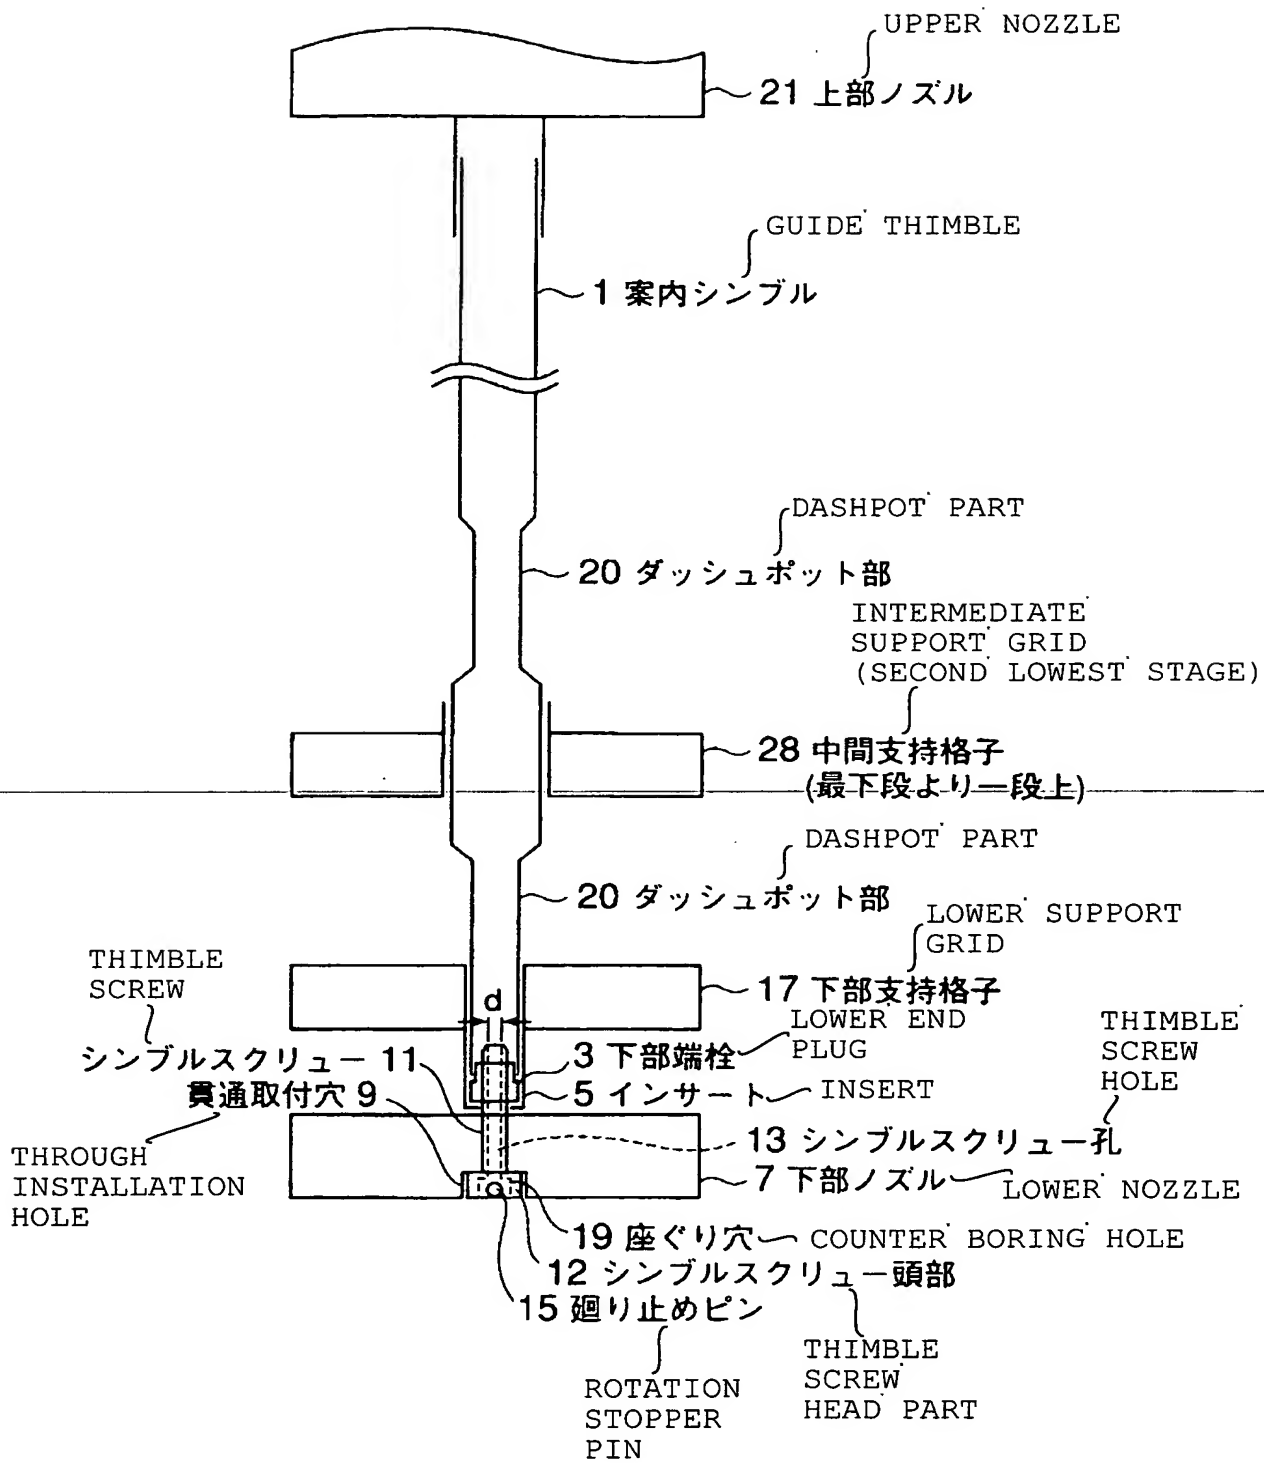 UPPER NOZZLE
21 上部ノズル
GUIDE THIMBLE
1 案内シンブル
DASHPOT PART
20 ダッシュポット部
INTERMEDIATE
SUPPORT GRID
(SECOND LOWEST STAGE)
28 中間支持格子
(最下段より一段上)
DASHPOT PART
20 ダッシュポット部
LOWER SUPPORT
GRID
17 下部支持格子
THIMBLE
SCREW
d
LOWER END
PLUG
THIMBLE
SCREW
HOLE
シンブルスクリュー 11
3 下部端栓
貫通取付穴 9
5 インサート
INSERT
13 シンブルスクリュー孔
THROUGH
INSTALLATION
HOLE
7 下部ノズル
LOWER NOZZLE
19 座ぐり穴
COUNTER BORING HOLE
12 シンブルスクリュー頭部
15 廻り止めピン
THIMBLE
SCREW
HEAD PART
ROTATION
STOPPER
PIN